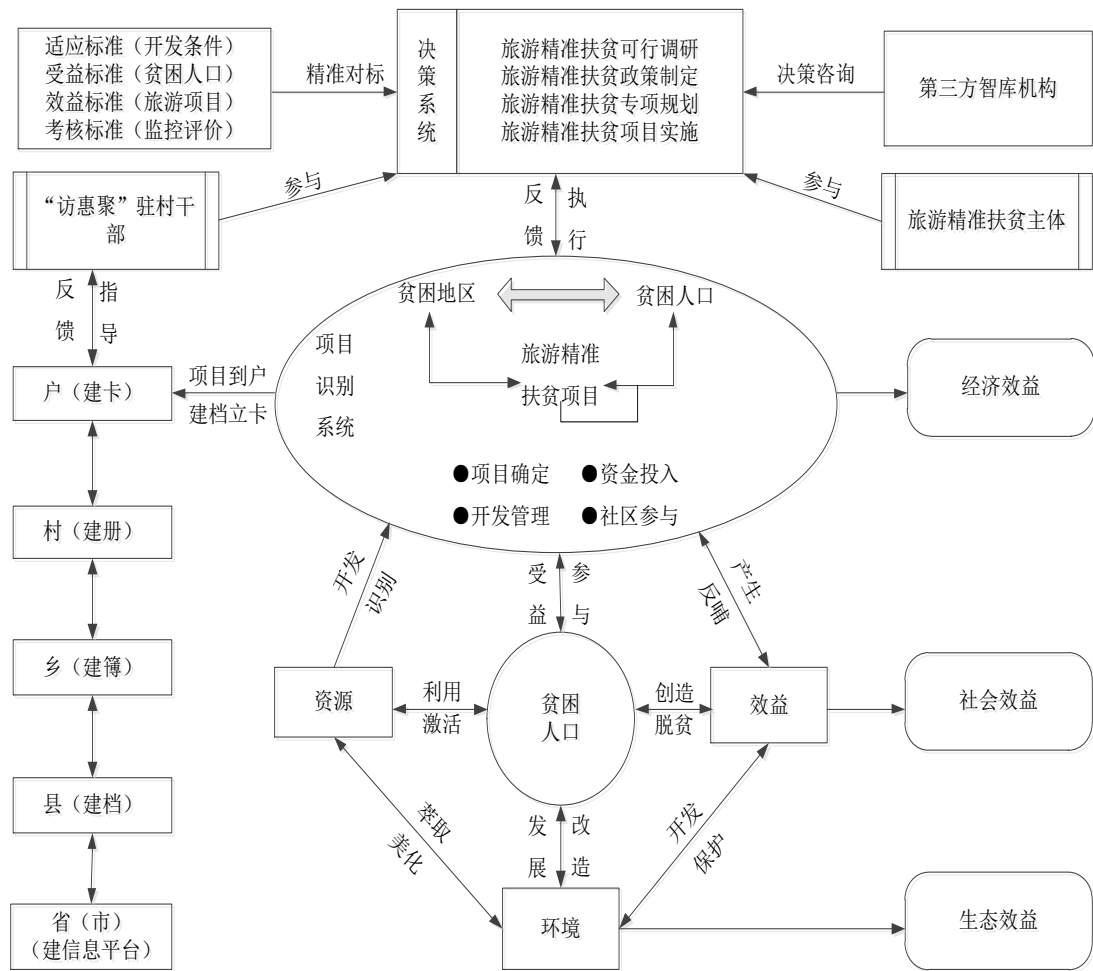 适应标准（开发条件）
受益标准（贫困人口）
效益标准（旅游项目）
考核标准（监控评价）
精准对标
决策系统
旅游精准扶贫可行调研
旅游精准扶贫政策制定
旅游精准扶贫专项规划
旅游精准扶贫项目实施
决策咨询
第三方智库机构
“访惠聚”驻村干
部
参与
反馈
执行
参与
旅游精准扶贫主体
反馈
指导
贫困地区
贫困人口
项目
识别
系统
旅游精准
扶贫项目
●项目确定
●资金投入
●开发管理
●社区参与
项目到户
建档立卡
户（建卡）
村（建册）
乡（建簿）
县（建档）
省（市）
（建信息平台）
经济效益
开发
识别
受益
参与
产生
反哺
资源
利用
激活
贫困
人口
创造
脱贫
效益
社会效益
萃取
美化
发展
改造
开发
保护
环境
生态效益